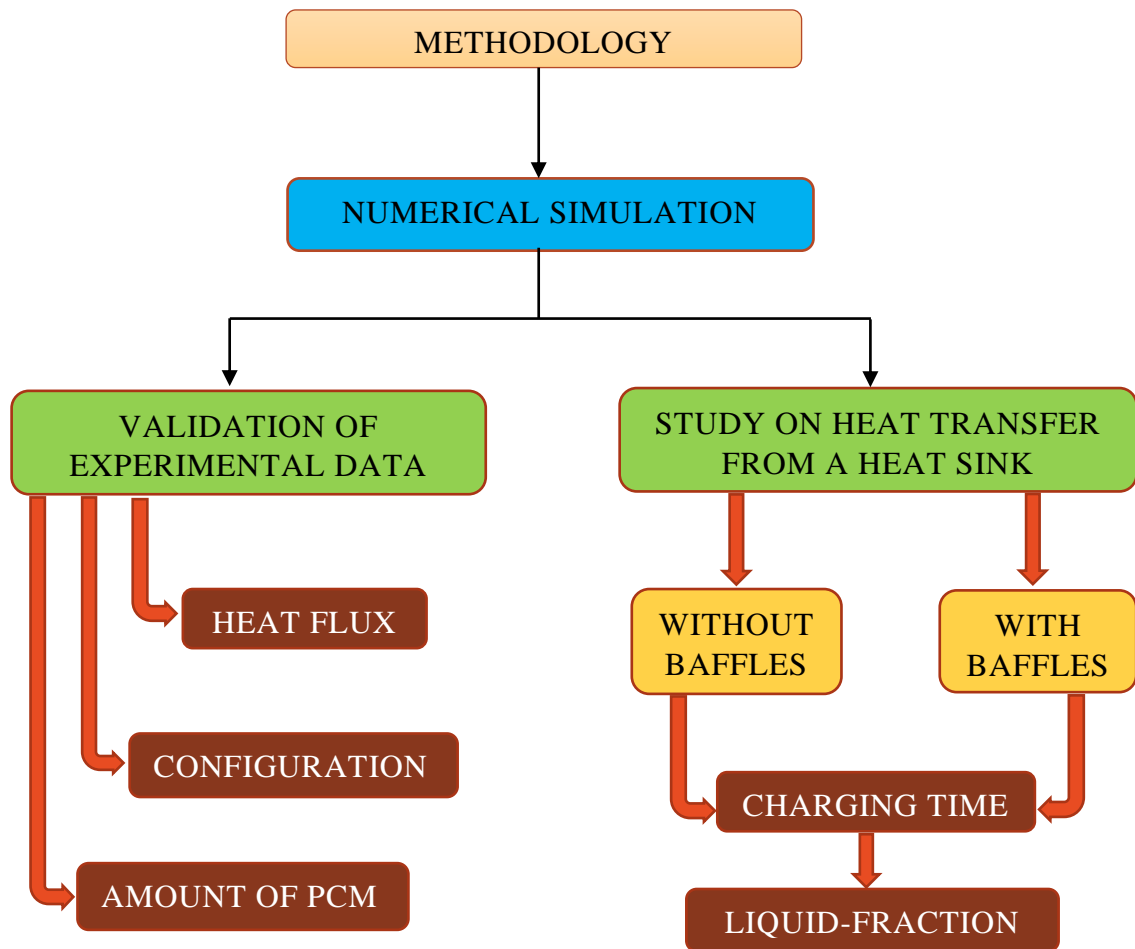 METHODOLOGY
NUMERICAL SIMULATION
VALIDATION OF
EXPERIMENTAL DATA
HEAT FLUX
CONFIGURATION
AMOUNT OF PCM
STUDY ON HEAT TRANSFER
FROM A HEAT SINK
WITHOUT
BAFFLES
WITH
BAFFLES
CHARGING TIME
LIQUID-FRACTION